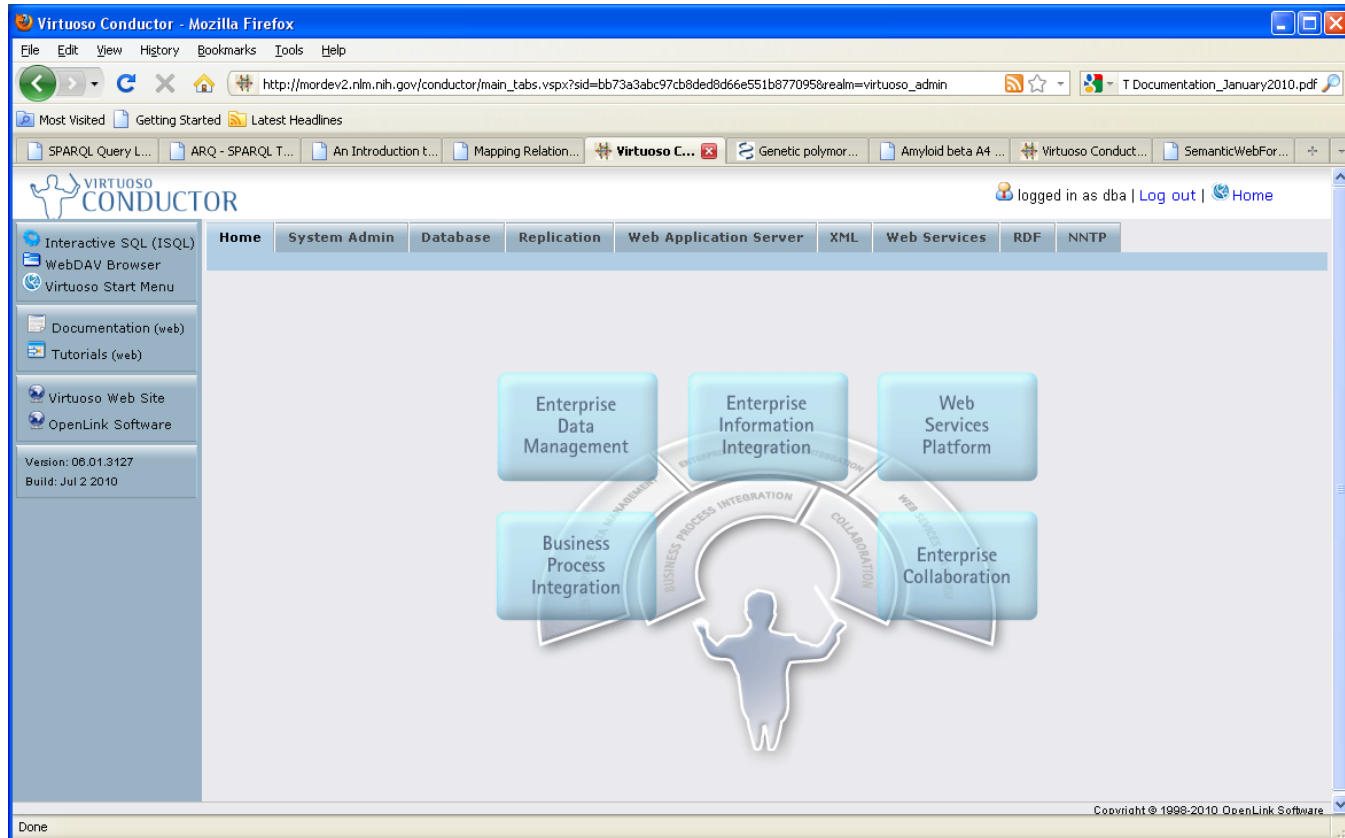 Virtuoso Conductor - Mozilla Firefox
File Edit View History Bookmarks Tools Help
http://mordev2.nlm.nih.gov/conductor/main_tabs.vspx?sid=bb73a3abc97cb8ded8d66e551b877095&realm=virtuoso_admin T Documentation_January2010.pdf
Most Visited Getting Started Latest Headlines
SPARQL Query L... ARQ - SPARQL T... An Introduction t... Mapping Relation... Virtuoso C... Genetic polymor... Amyloid beta A4 ... Virtuoso Conduct... SemanticWebFor...
VIRTUOSO
CONDUCTOR
logged in as dba | Log out | Home
Interactive SQL (ISQL)
WebDAV Browser
Virtuoso Start Menu
Documentation (web)
Tutorials (web)
Virtuoso Web Site
OpenLink Software
Version: 06.01.3127
Build: Jul 2 2010
Home System Admin Database Replication Web Application Server XML Web Services RDF NNTP
Enterprise
Data
Management
Enterprise
Information
Integration
Web
Services
Platform
Business
Process
Integration
Enterprise
Collaboration
BUSINESS PROCESS INTEGRATION
COLLABORATION
Copyright © 1998-2010 OpenLink Software
Done